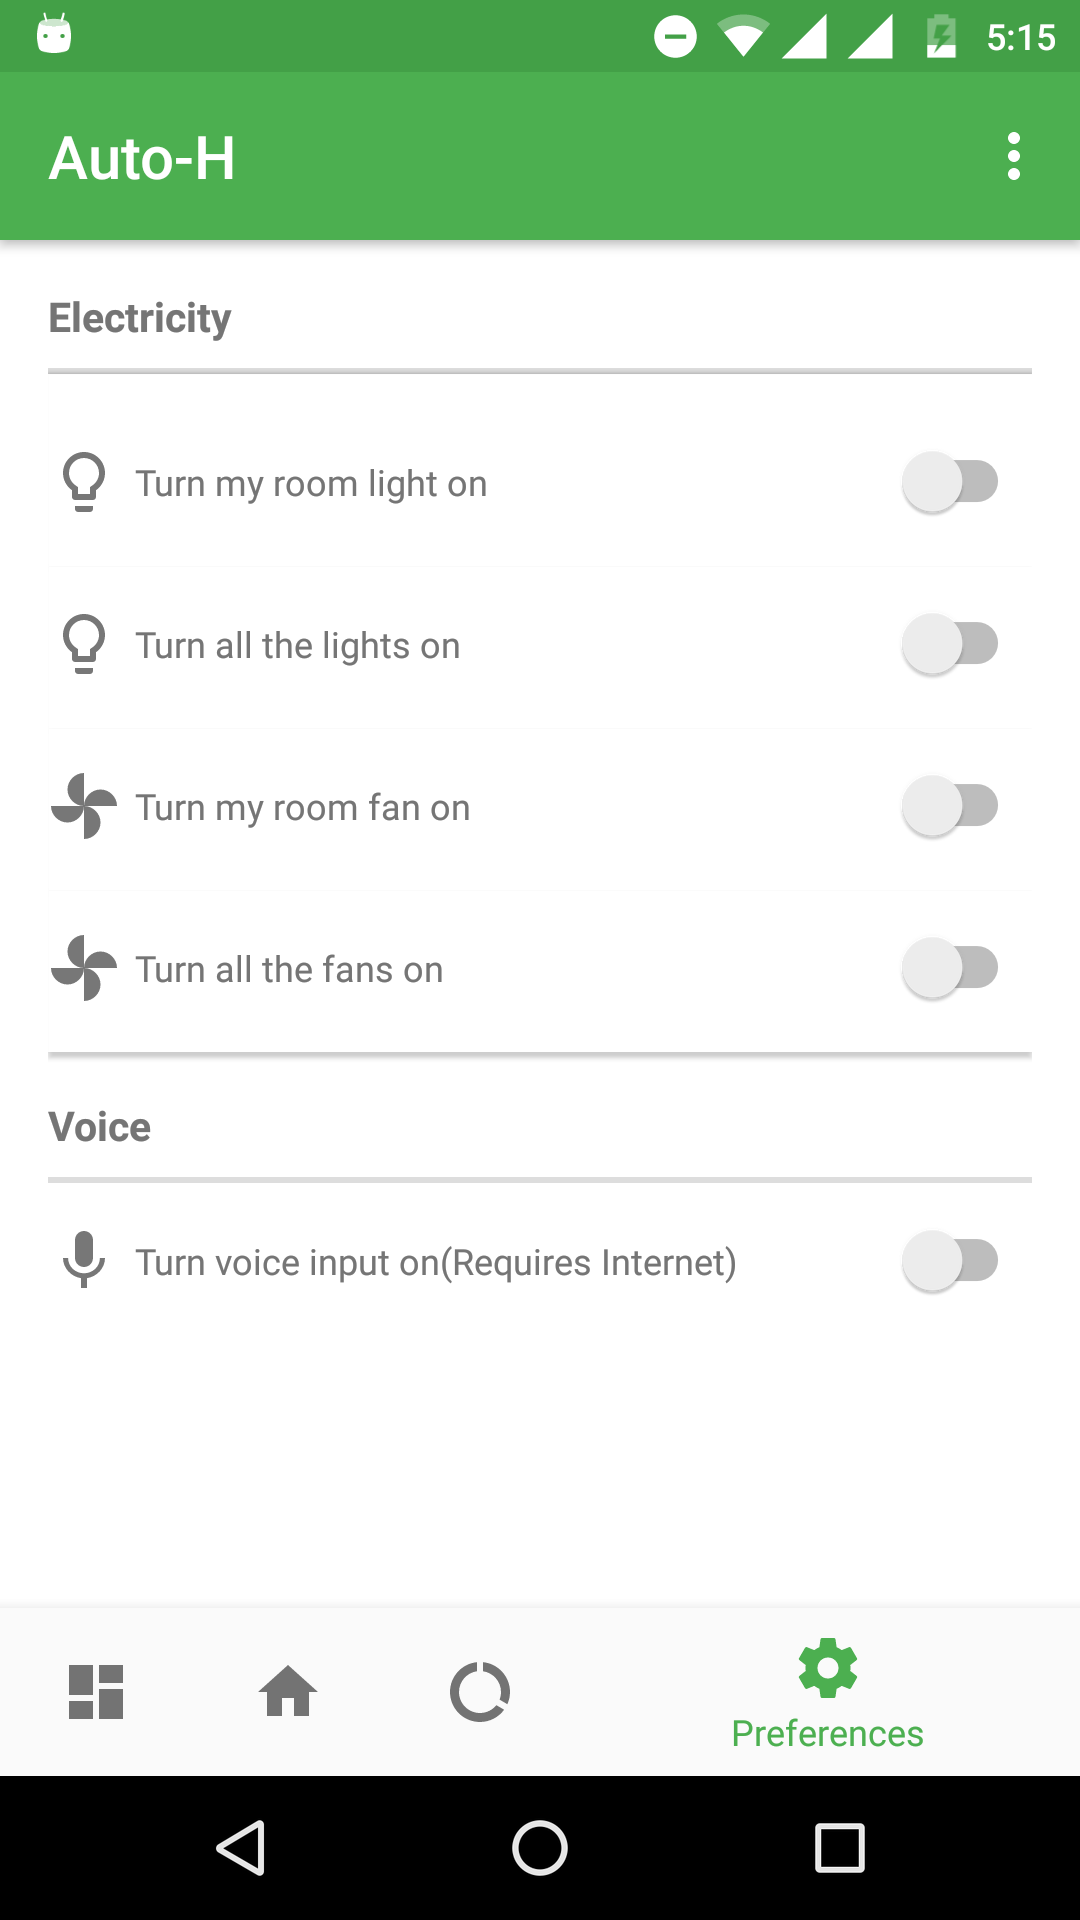 5:15
Auto-H
Electricity
Turn my room light on
Turn all the lights on
Turn my room fan on
Turn all the fans on
Voice
Turn voice input on(Requires Internet)
Preferences